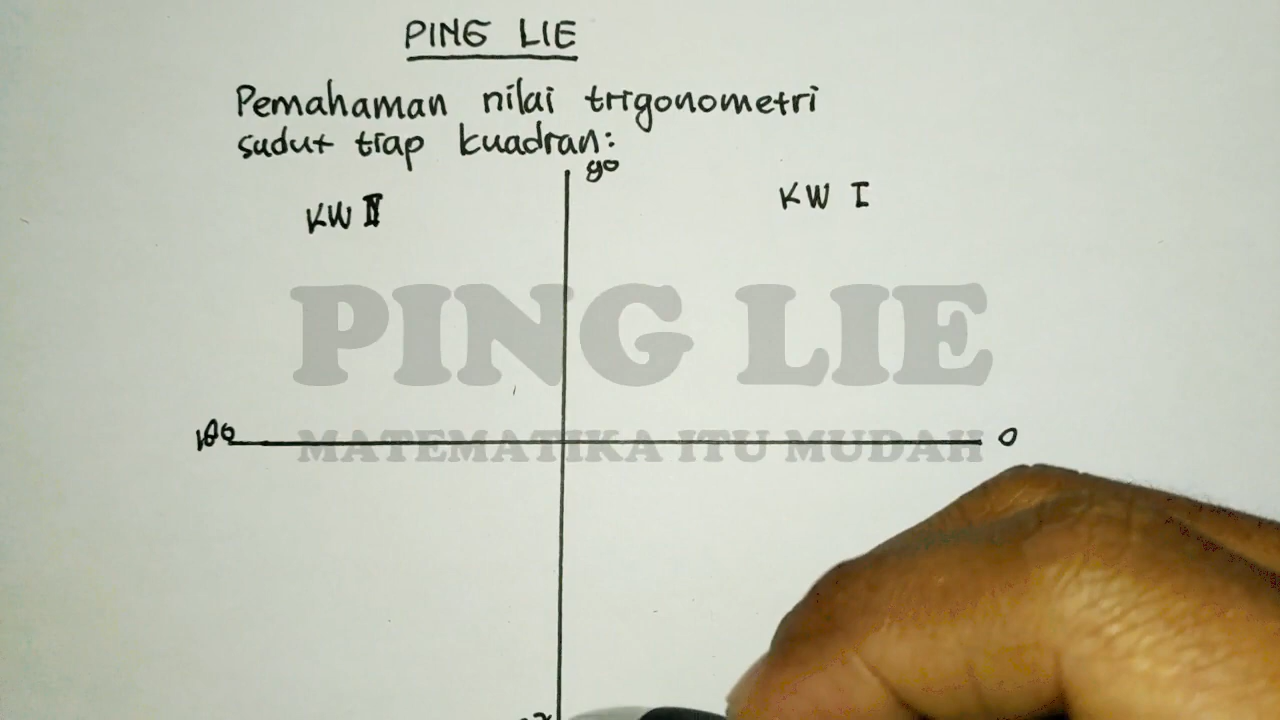 PING LIE
Pemahaman nilai trigonometri
sudut tiap kuadran:
90
KW II
KW I
PING LIE
180
0
MATEMATIKA ITU MUDAH